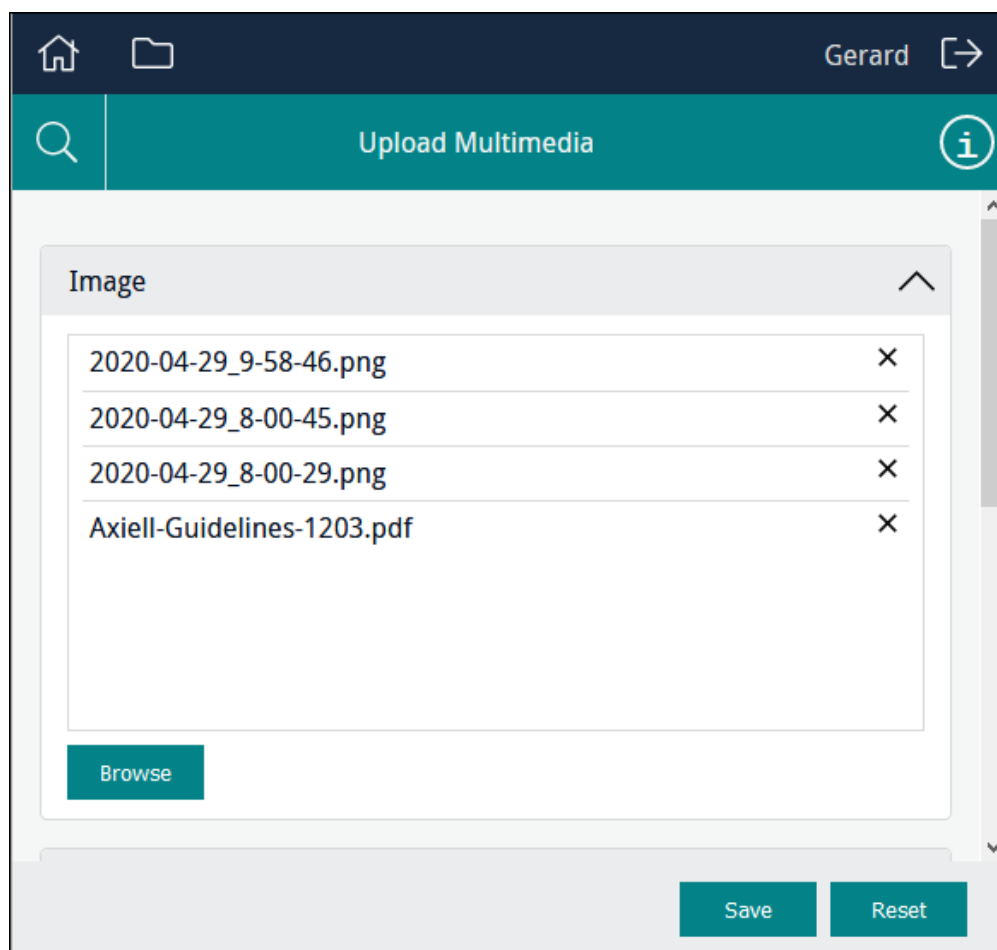 Gerard
Upload Multimedia
i
Image
2020-04-29_9-58-46.png
2020-04-29_8-00-45.png
2020-04-29_8-00-29.png
Axiell-Guidelines-1203.pdf
Browse
Save Reset